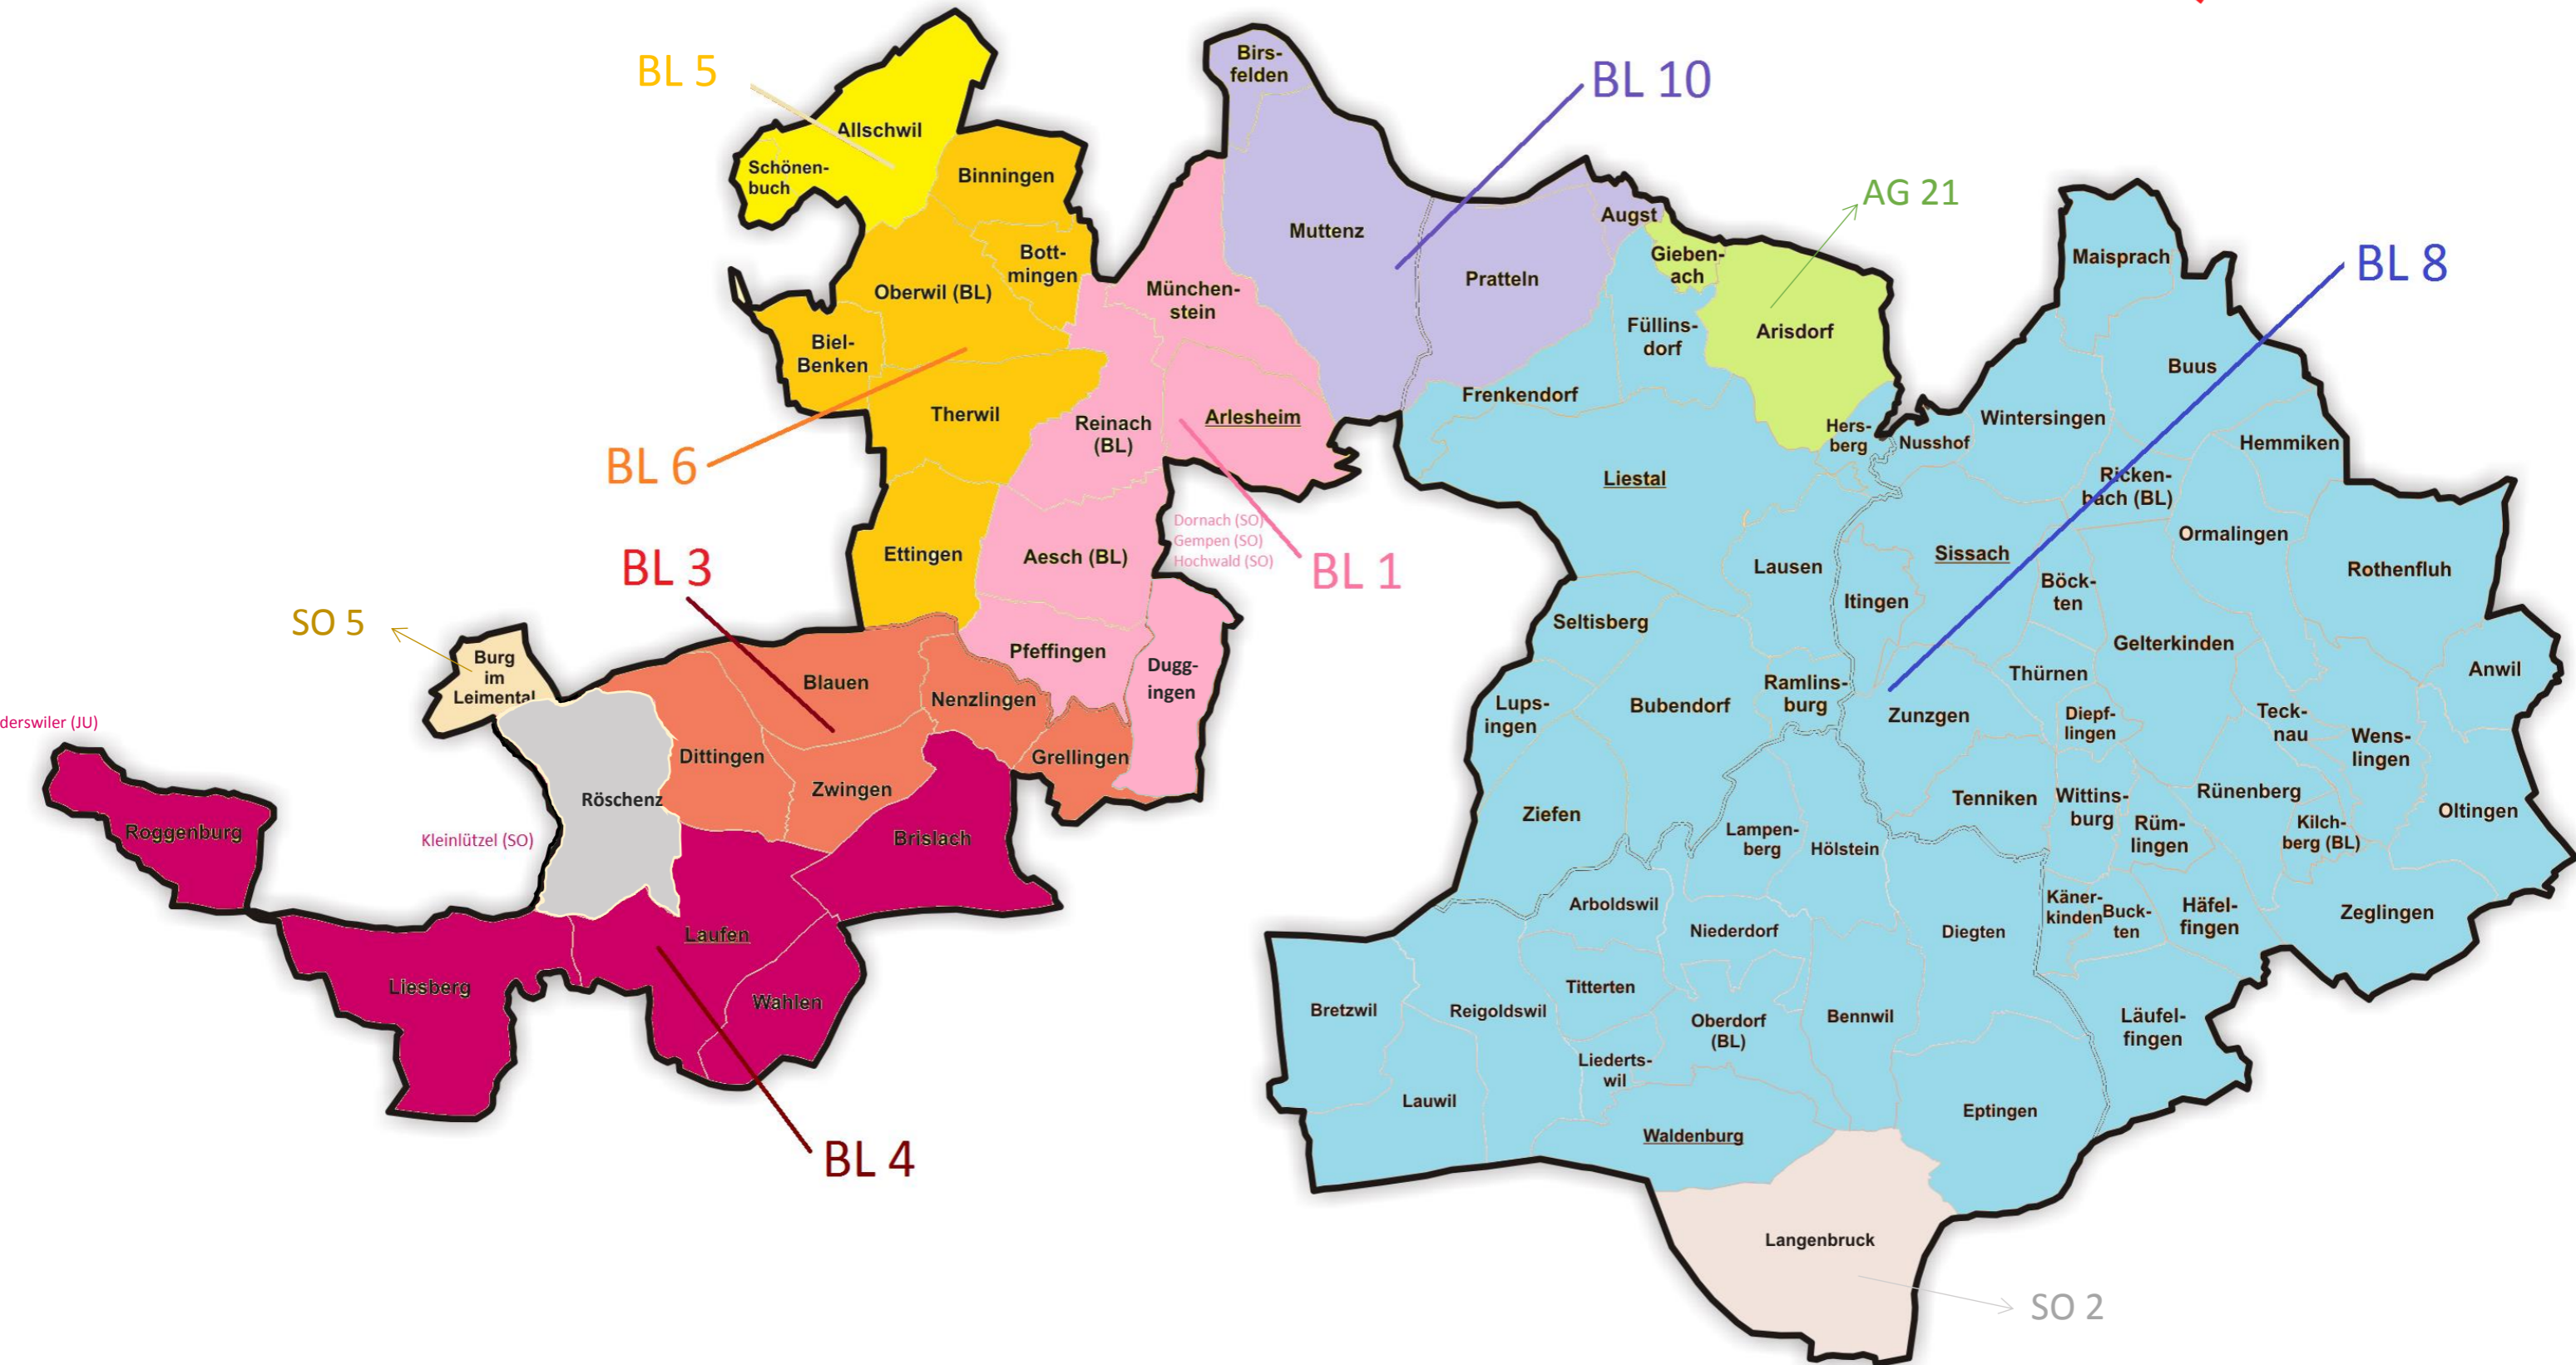 BL 5
BL 10
AG 21
BL 8
BL 6
BL 3
BL 1
SO 5
BL 4
SO 2
Birs-
felden
Allschwil
Schönen-
buch
Binningen
Bott-
mingen
Oberwil (BL)
Biel-
Benken
Therwil
Ettingen
Muttenz
Pratteln
Augst
Giebenach-
ach
Arisdorf
München-
stein
Reinach
(BL)
Arlesheim
Aesch (BL)
Dornach (SO)
Gempen (SO)
Hochwald (SO)
Pfeffingen
Dugg-
ingen
Füllins-
dorf
Frenkendorf
Hers-
berg
Nusshof
Wintersingen
Maisprach
Buus
Hemmiken
Ricken-
bach (BL)
Ormalingen
Rothenfluh
Liestal
Lausen
Itingen
Sissach
Böck-
ten
Gelterkinden
Thürnen
Anwil
Seltisberg
Lups-
ingen
Bubendorf
Ramlins-
burg
Zunzgen
Diepf-
lingen
Teck-
nau
Wens-
lingen
Oltingen
Ziefen
Tenniken
Wittins-
burg
Rüm-
lingen
Rünenberg
Kilch-
berg (BL)
Lampen-
berg
Hölstein
Arboldswil
Niederdorf
Diegten
Käner-
kinden
Buck-
ten
Häfel-
fingen
Zeglingen
Bretzwil
Reigoldswil
Titterten
Oberdorf
(BL)
Bennwil
Läufel-
fingen
Lauwil
Liederts-
wil
Waldenburg
Eptingen
Langenbruck
Burg
im
Leimental
Blauen
Nenzlingen
Dittingen
Zwingen
Grellingen
Röschenz
derswiler (JU)
Roggenburg
Kleinlützel (SO)
Brislach
Laufen
Liesberg
Wahlen